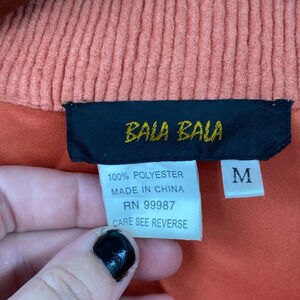 BALA BALA
100% POLYESTER
MADE IN CHINA
RN 99987
CARE SEE REVERSE
M